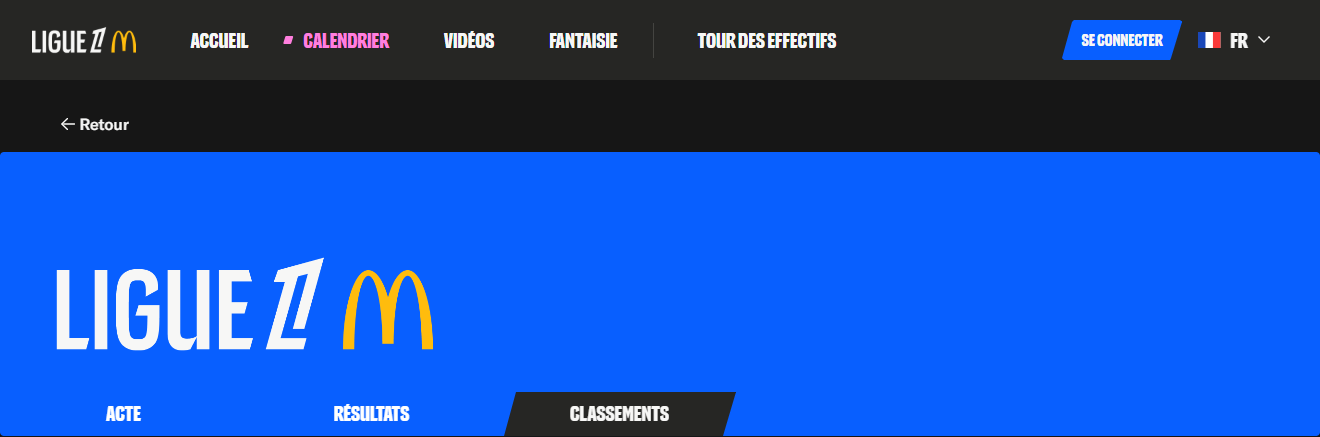 LIGUE 1 M ACCUEIL CALENDRIER VIDÉOS FANTAISIE TOUR DES EFFECTIFS SE CONNECTER FR
← Retour
LIGUE 1 M
ACTE RÉSULTATS CLASSEMENTS